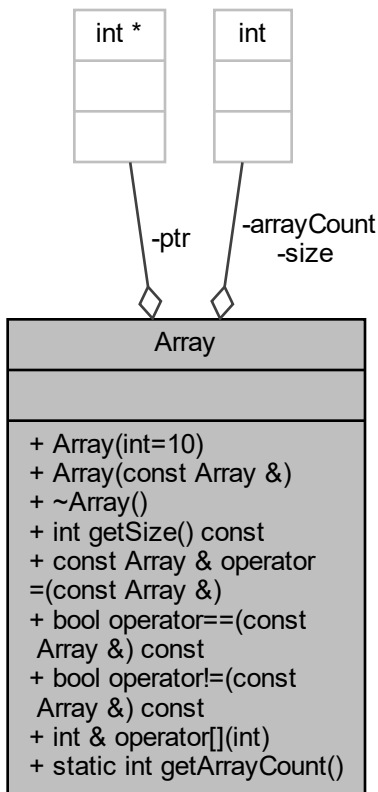 int *
int
-ptr
-arrayCount
-size
Array
+ Array(int=10)
+ Array(const Array &)
+ ~Array()
+ int getSize() const
+ const Array & operator
=(const Array &)
+ bool operator==(const
Array &) const
+ bool operator!=(const
Array &) const
+ int & operator[](int)
+ static int getArrayCount()